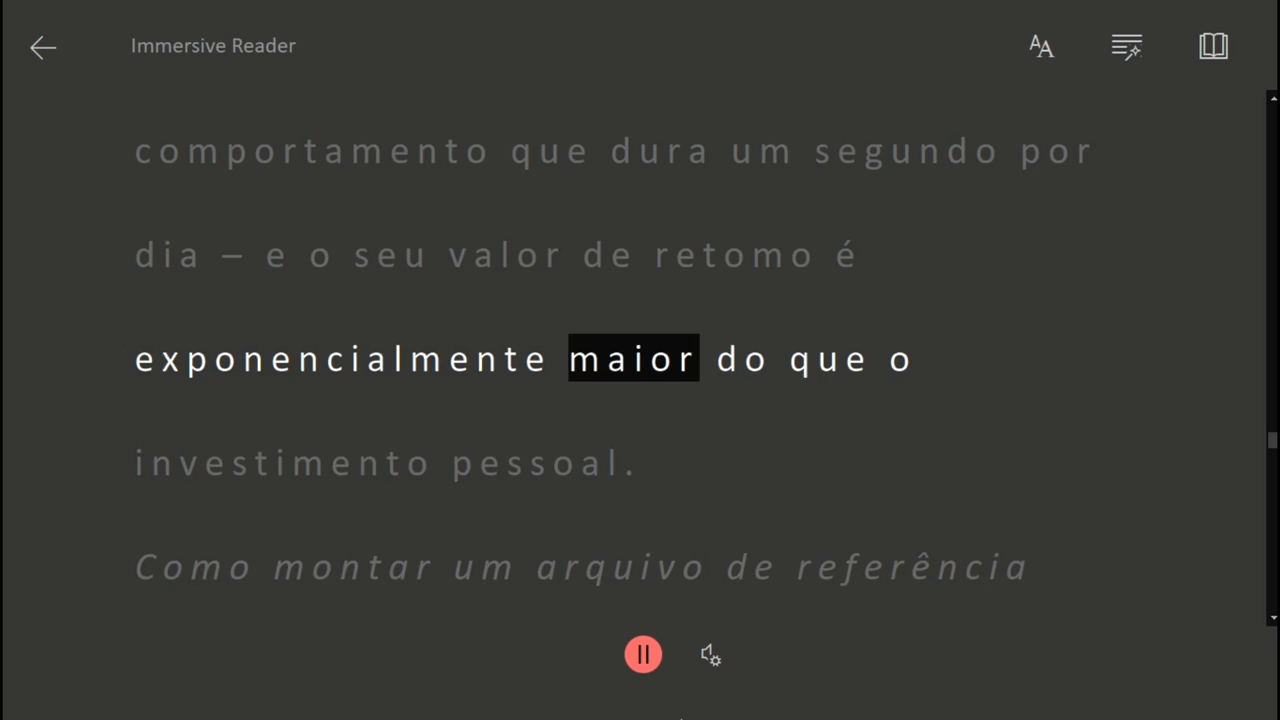 Immersive Reader
comportamento que dura um segundo por
dia – e o seu valor de retomo é
exponencialmente maior do que o
investimento pessoal.
Como montar um arquivo de referência